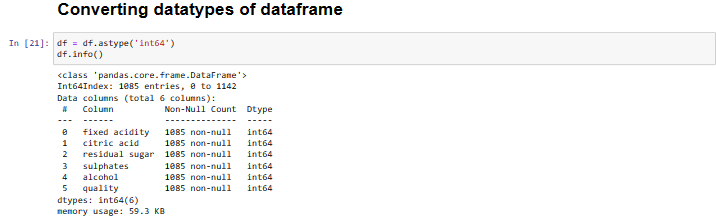 Converting datatypes of dataframe
In [21]: df = df.astype('int64')
df.info()
<class 'pandas.core.frame.DataFrame'>
Int64Index: 1085 entries, 0 to 1142
Data columns (total 6 columns):
 #   Column          Non-Null Count  Dtype
---  ------          --------------  -----
 0   fixed acidity   1085 non-null   int64
 1   citric acid     1085 non-null   int64
 2   residual sugar  1085 non-null   int64
 3   sulphates       1085 non-null   int64
 4   alcohol         1085 non-null   int64
 5   quality         1085 non-null   int64
dtypes: int64(6)
memory usage: 59.3 KB